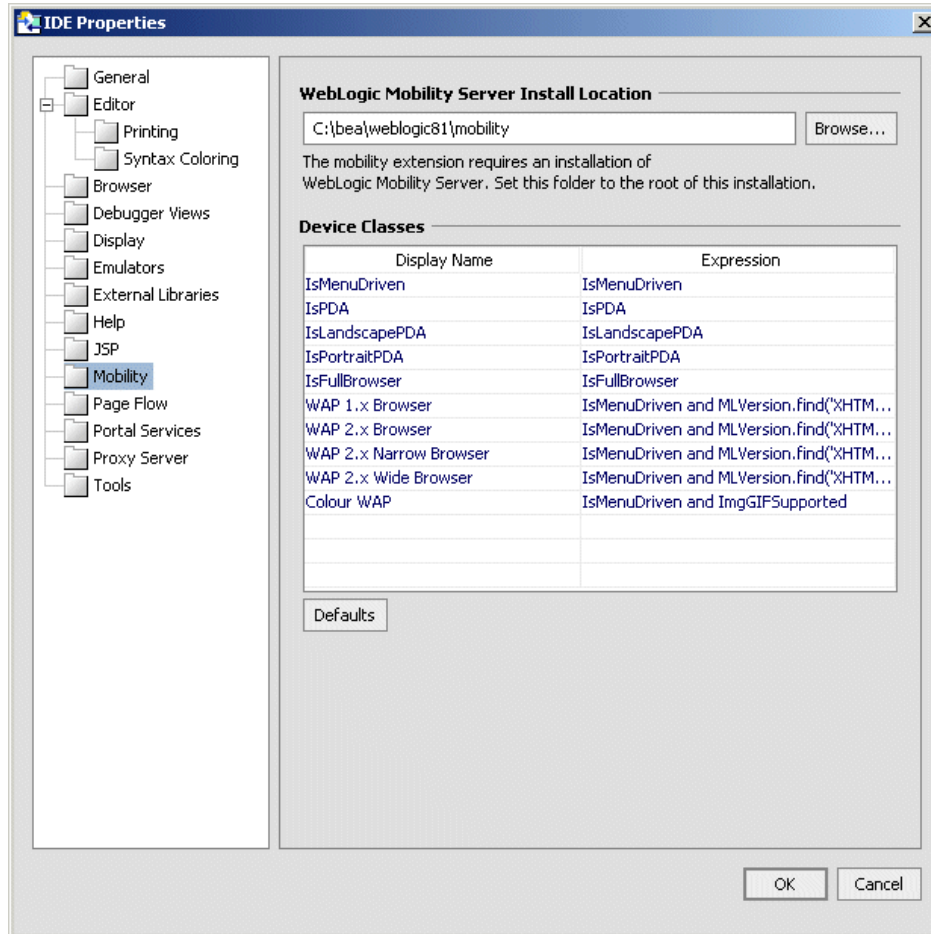 IDE Properties
General
Editor
Printing
Syntax Coloring
Browser
Debugger Views
Display
Emulators
External Libraries
Help
JSP
Mobility
Page Flow
Portal Services
Proxy Server
Tools
WebLogic Mobility Server Install Location
C:\bea\weblogic81\mobility Browse...
The mobility extension requires an installation of
WebLogic Mobility Server. Set this folder to the root of this installation.
Device Classes
Display Name Expression
IsMenuDriven IsMenuDriven
IsPDA IsPDA
IsLandscapePDA IsLandscapePDA
IsPortraitPDA IsPortraitPDA
IsFullBrowser IsFullBrowser
WAP 1.x Browser IsMenuDriven and MLVersion.find('XHTM...
WAP 2.x Browser IsMenuDriven and MLVersion.find('XHTM...
WAP 2.x Narrow Browser IsMenuDriven and MLVersion.find('XHTM...
WAP 2.x Wide Browser IsMenuDriven and MLVersion.find('XHTM...
Colour WAP IsMenuDriven and ImgGIFSupported
Defaults
OK Cancel